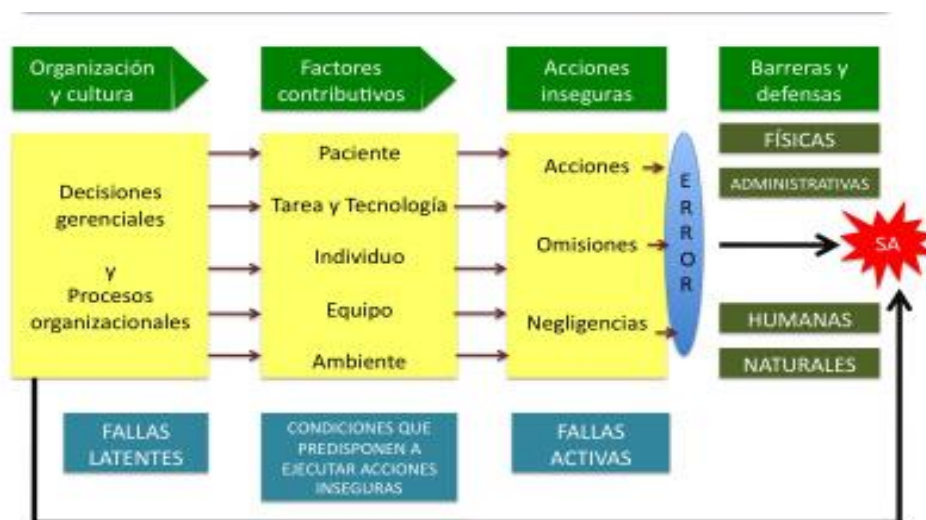 Organización
y cultura
Factores
contributivos
Acciones
inseguras
Barreras y
defensas
Decisiones
gerenciales
y
Procesos
organizacionales
Paciente
Tarea y Tecnología
Individuo
Equipo
Ambiente
Acciones
Omisiones
Negligencias
ERROR
FÍSICAS
ADMINISTRATIVAS
SA
HUMANAS
NATURALES
FALLAS
LATENTES
CONDICIONES QUE
PREDISPONEN A
EJECUTAR ACCIONES
INSEGURAS
FALLAS
ACTIVAS